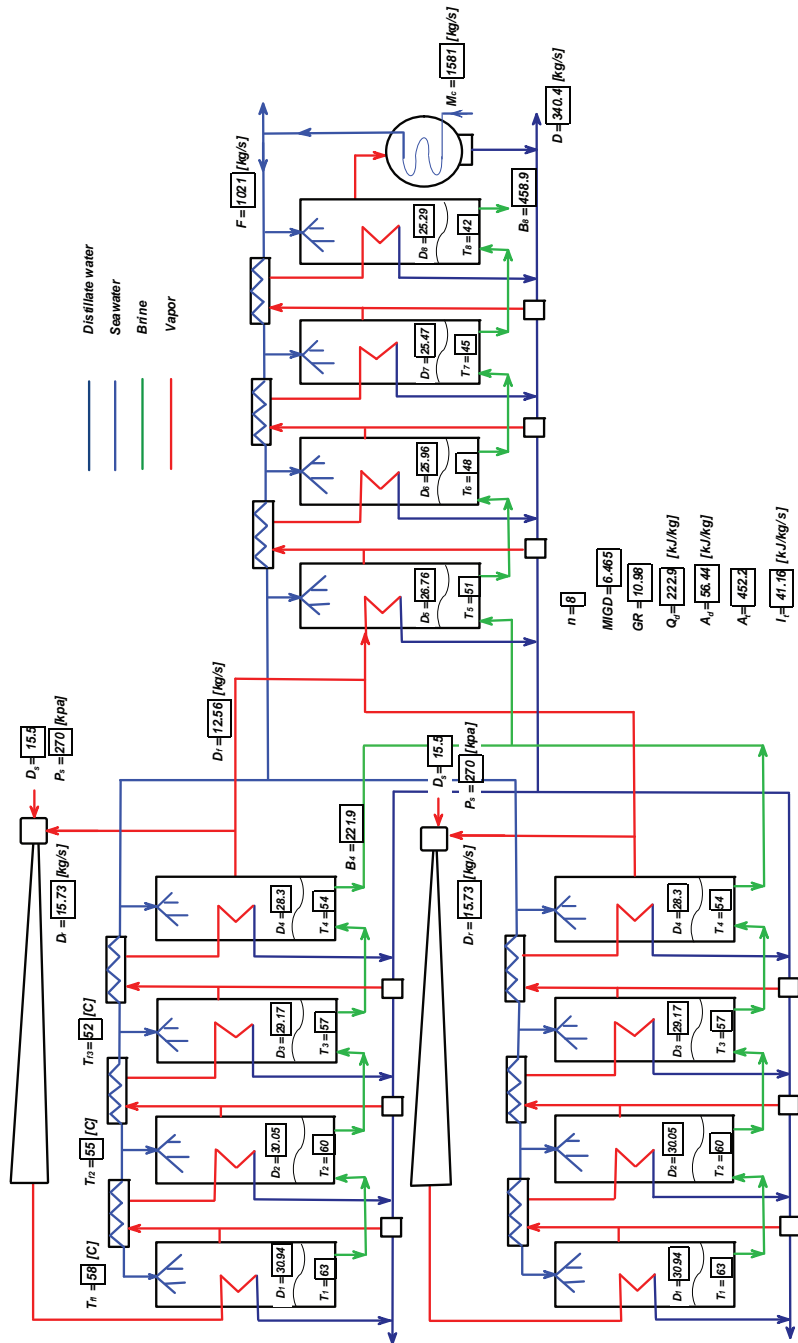 Distillate water
Seawater
Brine
Vapor
F = 1021 [kg/s]
Mc = 1581 [kg/s]
D = 340.4 [kg/s]
B8 = 458.9
D8 = 25.29
T8 = 42
D7 = 25.47
T7 = 45
D6 = 25.96
T6 = 48
D5 = 26.76
T5 = 51
n = 8
MIGD = 6.465
GR = 10.98
Qd = 222.9 [kJ/kg]
Ad = 56.44 [kJ/kg]
At = 452.2
It = 41.16 [kJ/kg/s]
Df = 12.56 [kg/s]
Ds = 15.5
Ps = 270 [kpa]
Dr = 15.73 [kg/s]
B4 = 221.9
D4 = 28.3
T4 = 54
Tf3 = 52 [C]
D3 = 29.17
T3 = 57
Tf2 = 55 [C]
D2 = 30.05
T2 = 60
Tf1 = 58 [C]
D1 = 30.94
T1 = 63
Ds = 15.5
Ps = 270 [kpa]
Dr = 15.73 [kg/s]
D4 = 28.3
T4 = 54
D3 = 29.17
T3 = 57
D2 = 30.05
T2 = 60
D1 = 30.94
T1 = 63